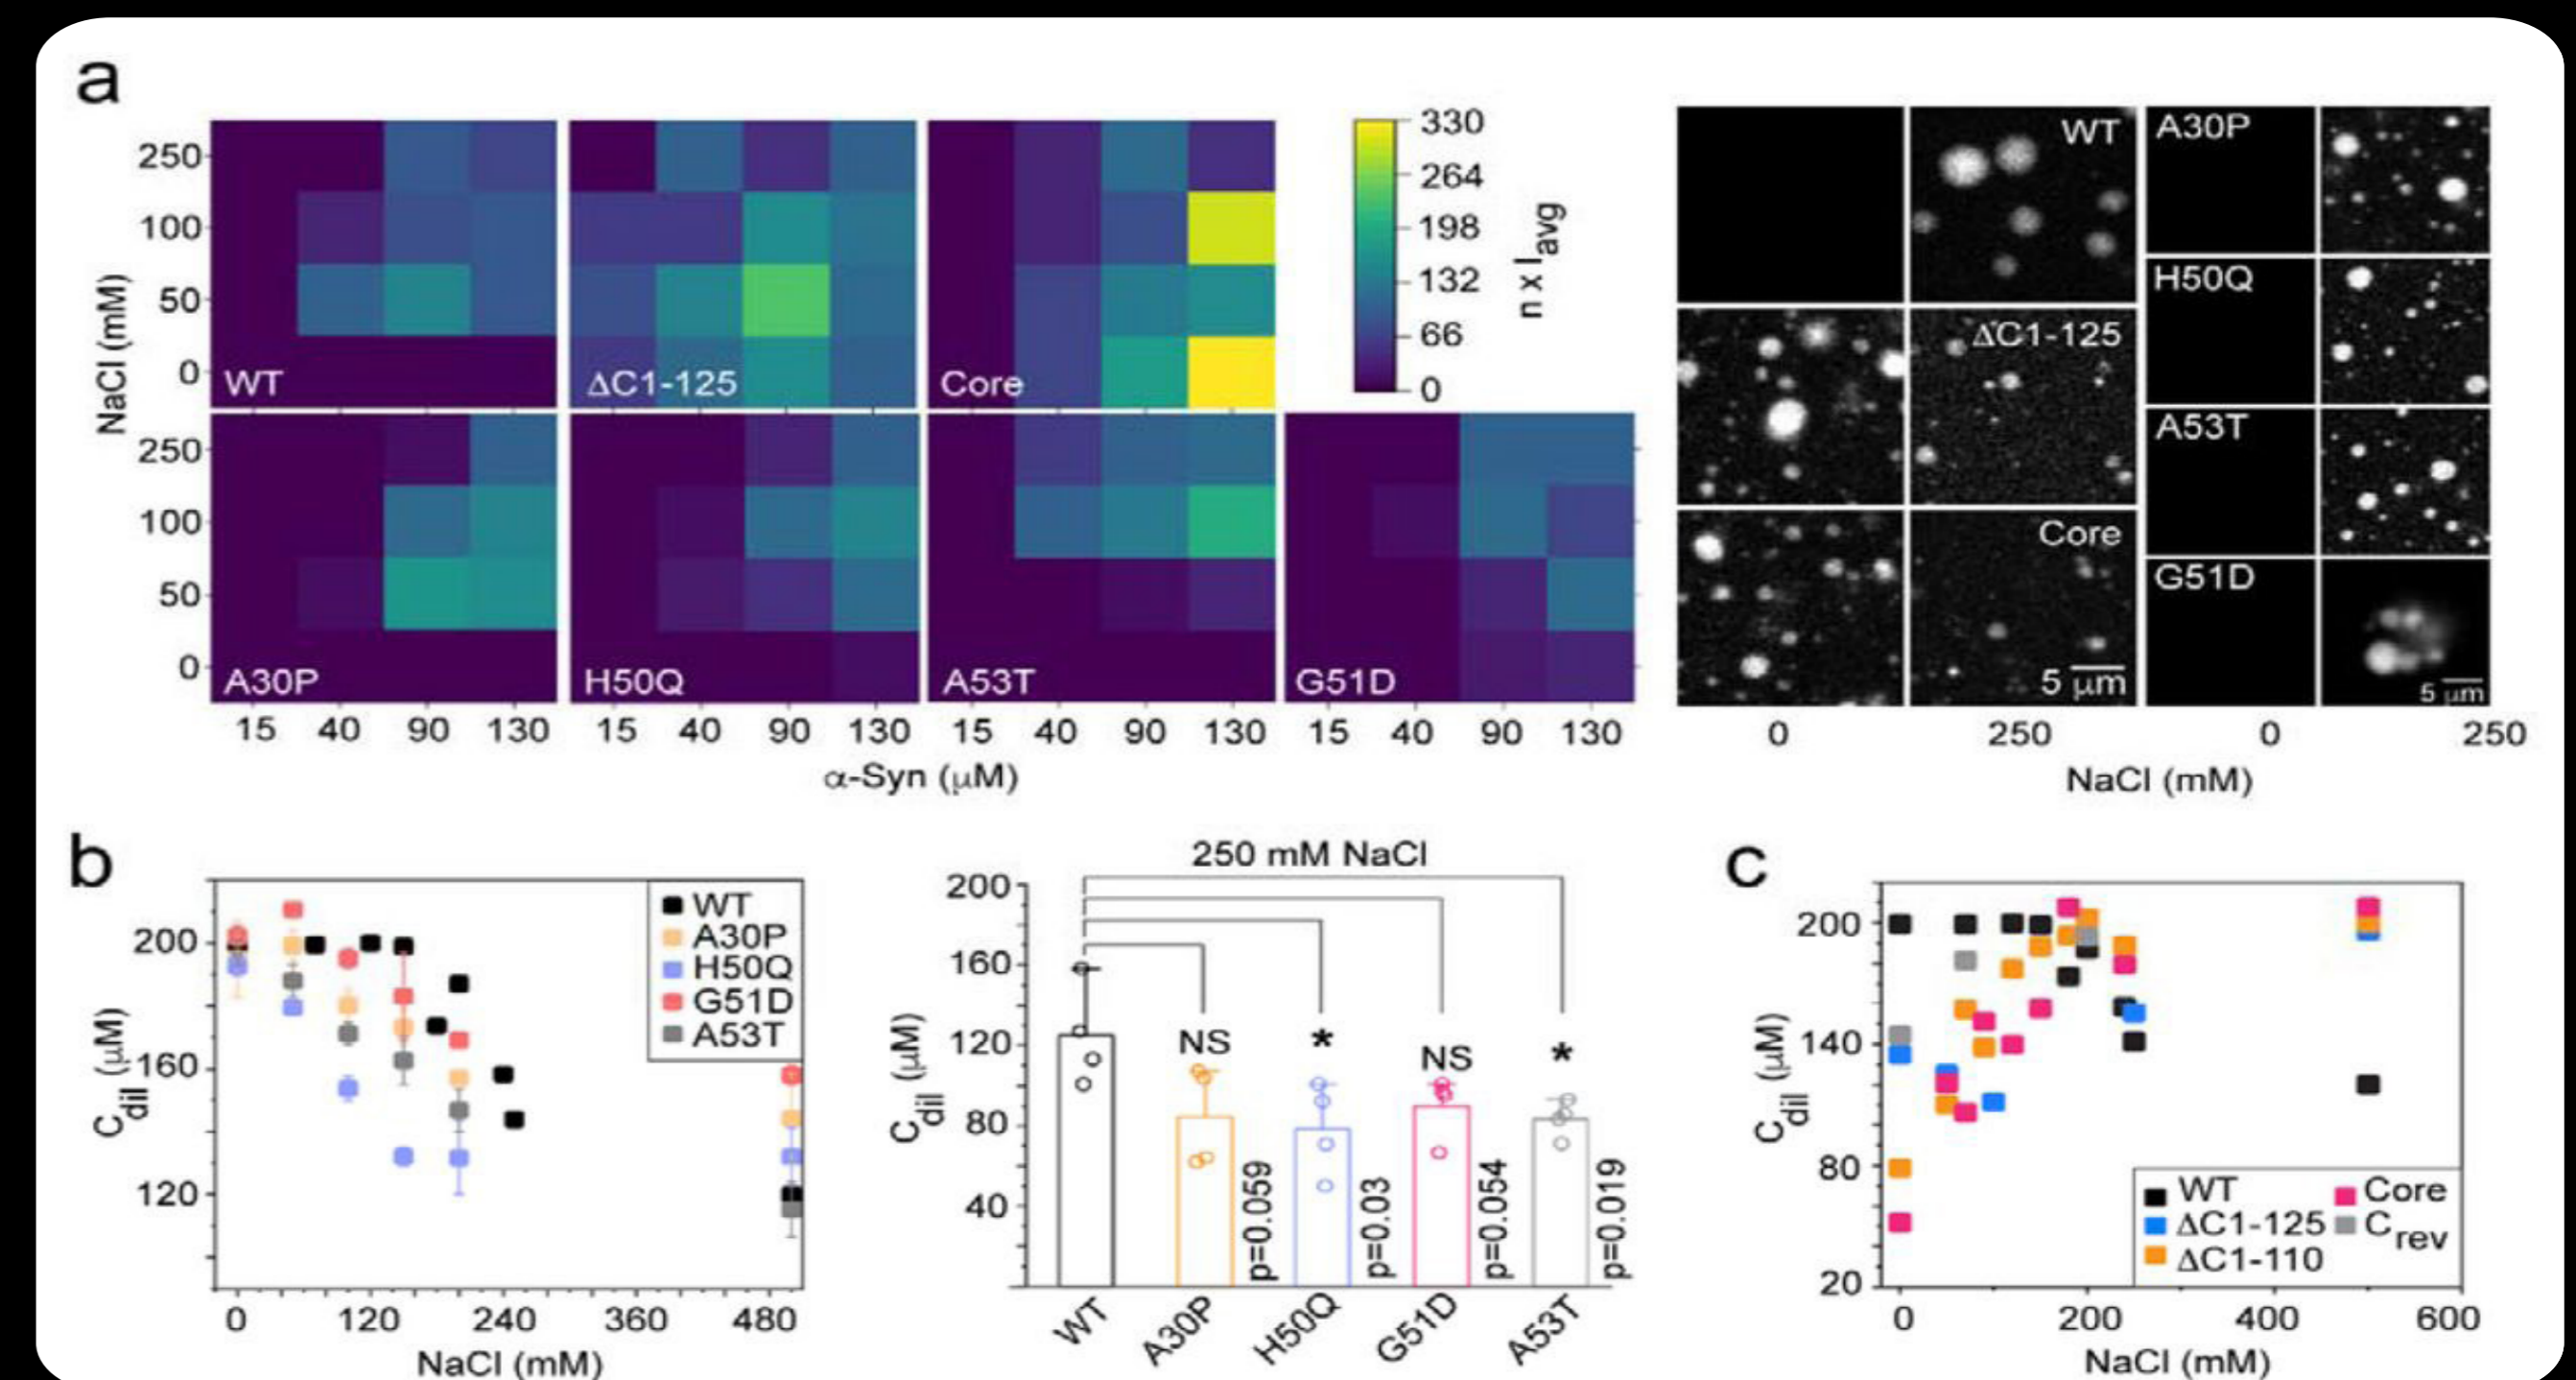 a
NaCl (mM)
250
100
50
0
WT
ΔC1-125
Core
330
264
198
132
66
0
n x Iavg
250
100
50
0
A30P
H50Q
A53T
G51D
15 40 90 130 15 40 90 130 15 40 90 130 15 40 90 130
α-Syn (μM)
WT
ΔC1-125
Core
5 μm
A30P
H50Q
A53T
G51D
5 μm
0 250 0 250
NaCl (mM)
b
Cdil (μM)
200
160
120
WT
A30P
H50Q
G51D
A53T
0 120 240 360 480
NaCl (mM)
250 mM NaCl
Cdil (μM)
200
160
120
80
40
NS
*
NS
*
p=0.059
p=0.03
p=0.054
p=0.019
WT A30P H50Q G51D A53T
c
Cdil (μM)
200
140
80
20
WT Core
ΔC1-125 Crev
ΔC1-110
0 200 400 600
NaCl (mM)